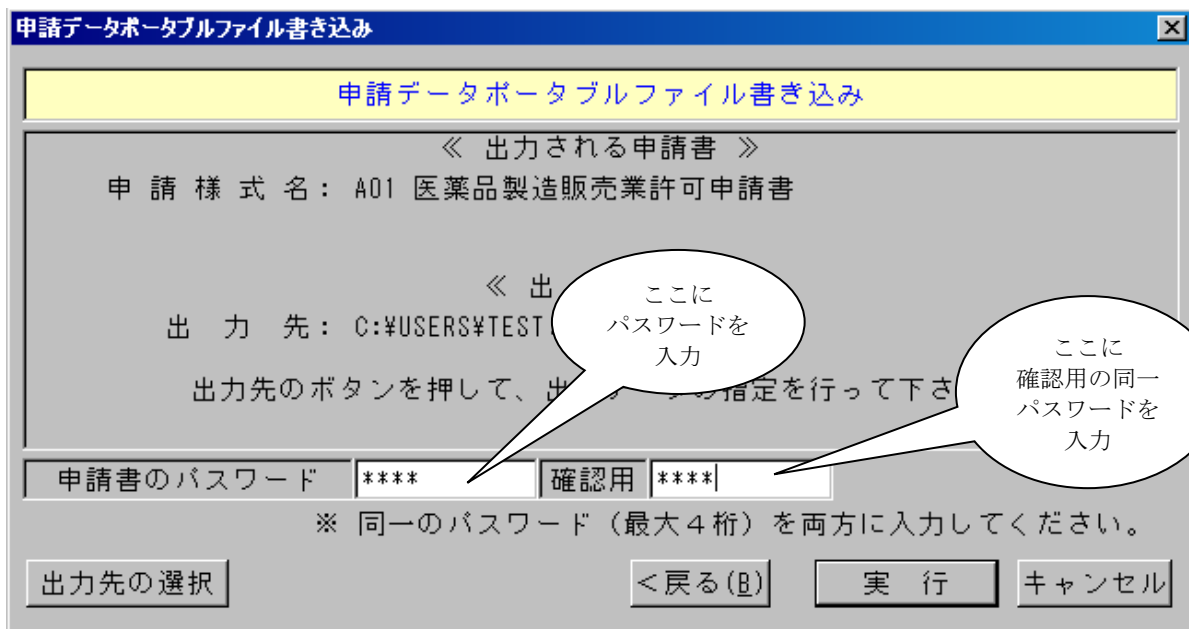 申請データポータブルファイル書き込み
申請データポータブルファイル書き込み
≪ 出力される申請書 ≫
申 請 様 式 名： A01 医薬品製造販売業許可申請書
≪ 出
出 力 先： C:¥USERS¥TEST
出力先のボタンを押して、出 の指定を行って下さ
ここに
パスワードを
入力
ここに
確認用の同一
パスワードを
入力
申請書のパスワード **** 確認用 ****
※ 同一のパスワード（最大４桁）を両方に入力してください。
出力先の選択 <戻る(B) 実 行 キャンセル